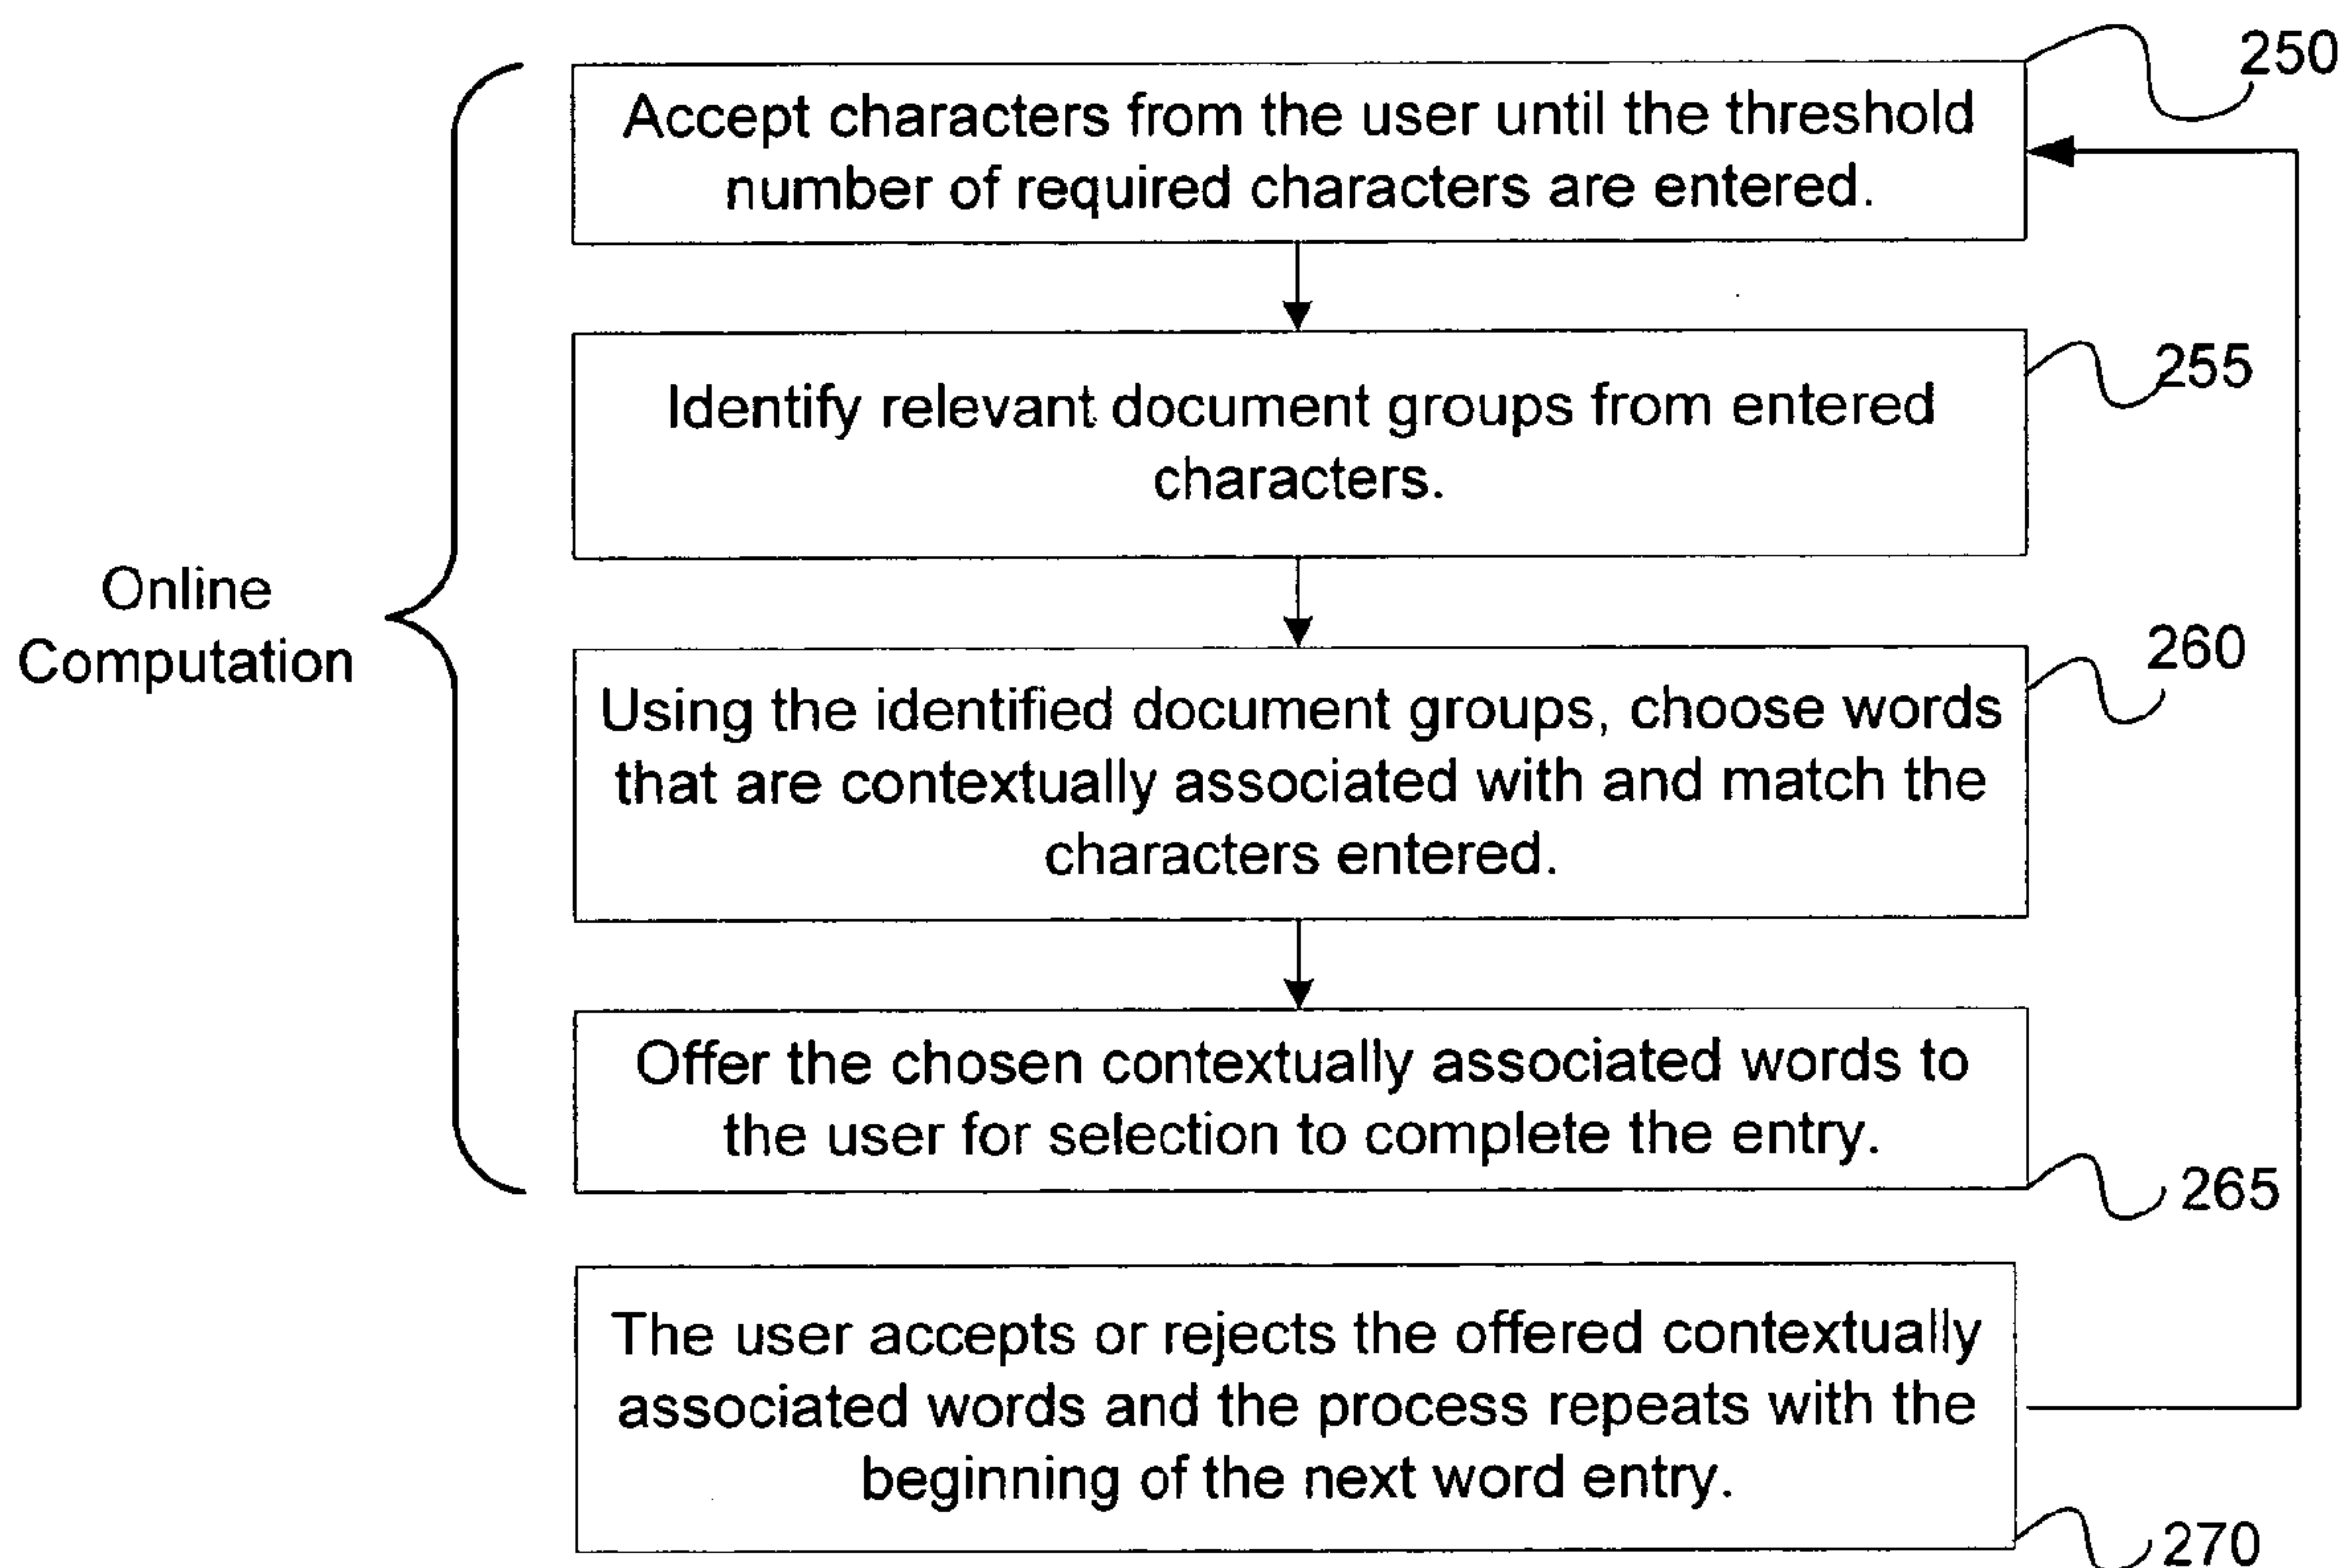 250
Accept characters from the user until the threshold
number of required characters are entered.
255
Identify relevant document groups from entered
characters.
Online
Computation
260
Using the identified document groups, choose words
that are contextually associated with and match the
characters entered.
Offer the chosen contextually associated words to
the user for selection to complete the entry.
265
The user accepts or rejects the offered contextually
associated words and the process repeats with the
beginning of the next word entry.
270